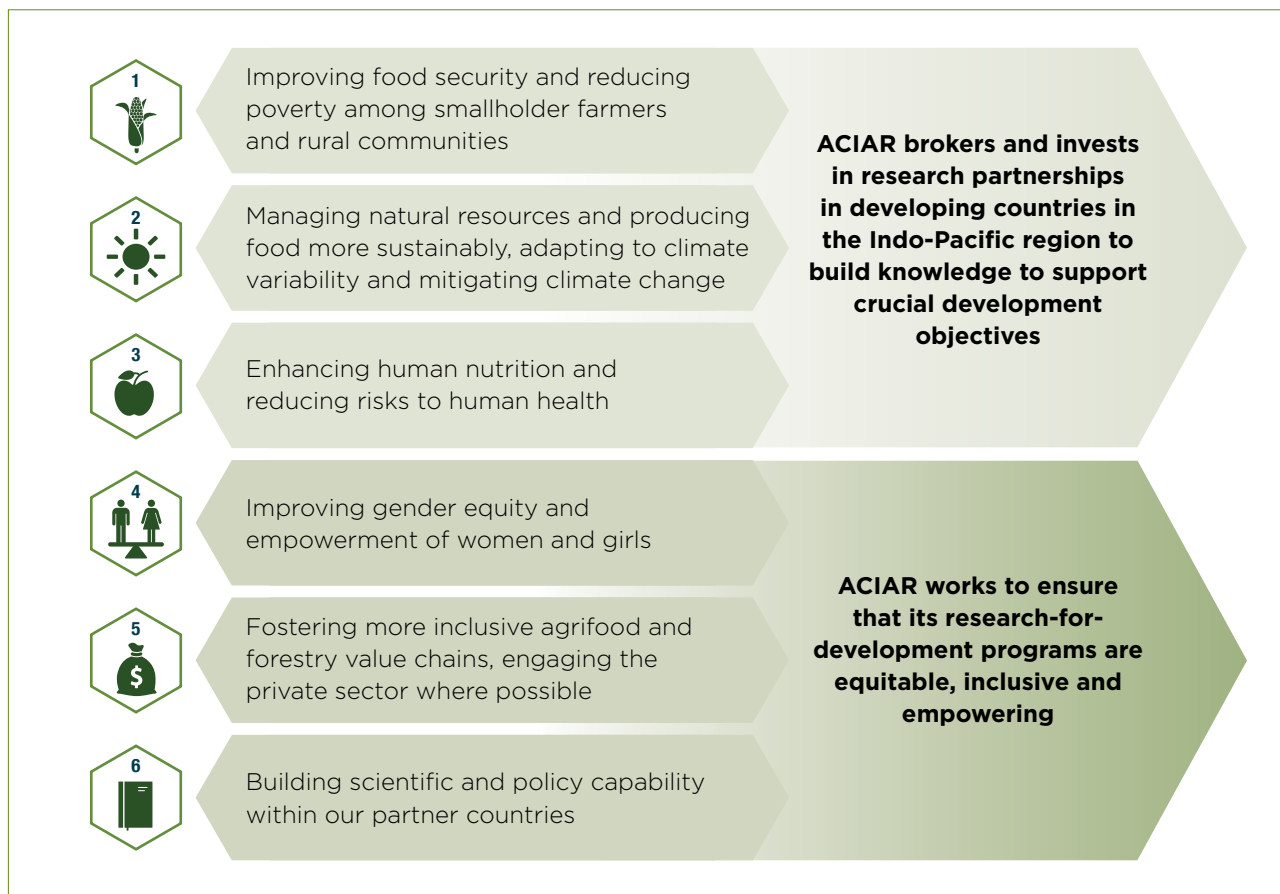 1
Improving food security and reducing
poverty among smallholder farmers
and rural communities
2
Managing natural resources and producing
food more sustainably, adapting to climate
variability and mitigating climate change
3
Enhancing human nutrition and
reducing risks to human health
ACIAR brokers and invests
in research partnerships
in developing countries in
the Indo-Pacific region to
build knowledge to support
crucial development
objectives
4
Improving gender equity and
empowerment of women and girls
5
$
Fostering more inclusive agrifood and
forestry value chains, engaging the
private sector where possible
6
Building scientific and policy capability
within our partner countries
ACIAR works to ensure
that its research-for-
development programs are
equitable, inclusive and
empowering